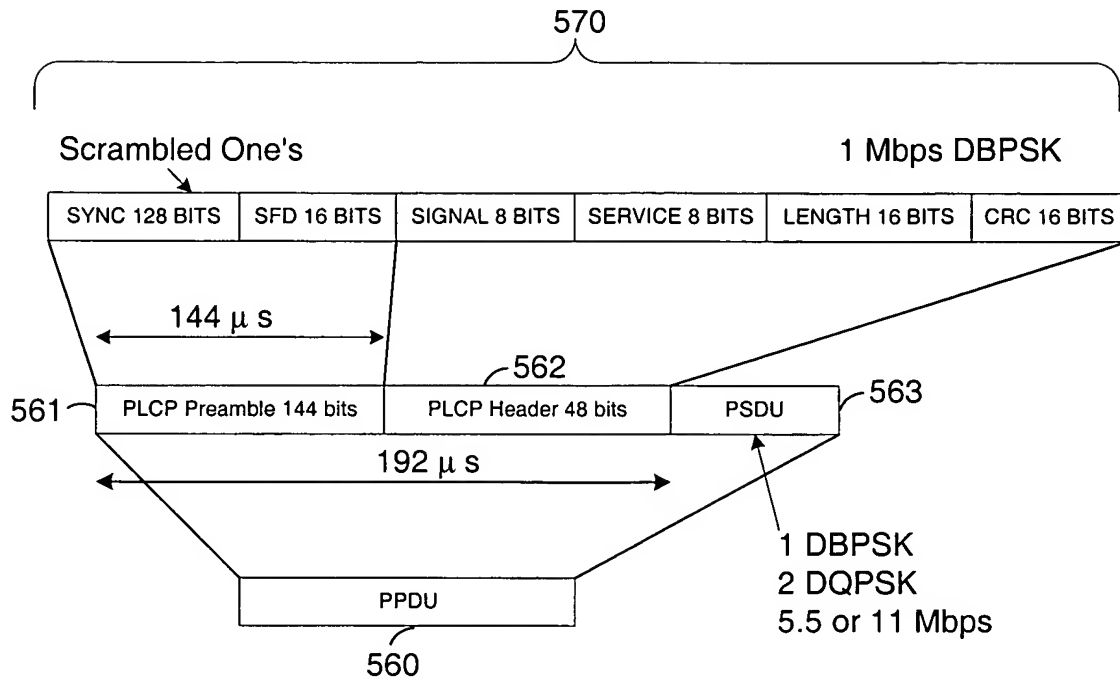 570
Scrambled One's
1 Mbps DBPSK
SYNC 128 BITS
SFD 16 BITS
SIGNAL 8 BITS
SERVICE 8 BITS
LENGTH 16 BITS
CRC 16 BITS
144 μ s
562
561
PLCP Preamble 144 bits
PLCP Header 48 bits
PSDU
563
192 μ s
1 DBPSK
2 DQPSK
5.5 or 11 Mbps
PPDU
560